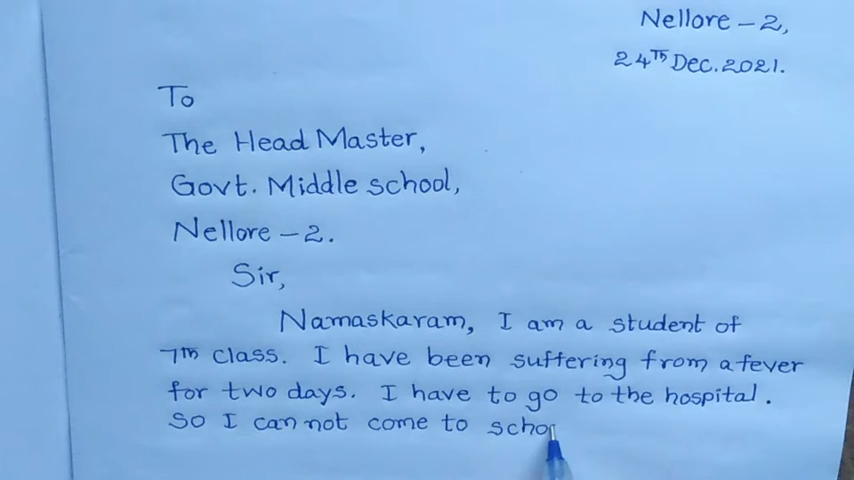 Nellore - 2,
24TH Dec. 2021.
To
The Head Master,
Govt. Middle school,
Nellore - 2.
Sir,
Namaskaram, I am a student of
7TH class. I have been suffering from a fever
for two days. I have to go to the hospital.
So I can not come to scho